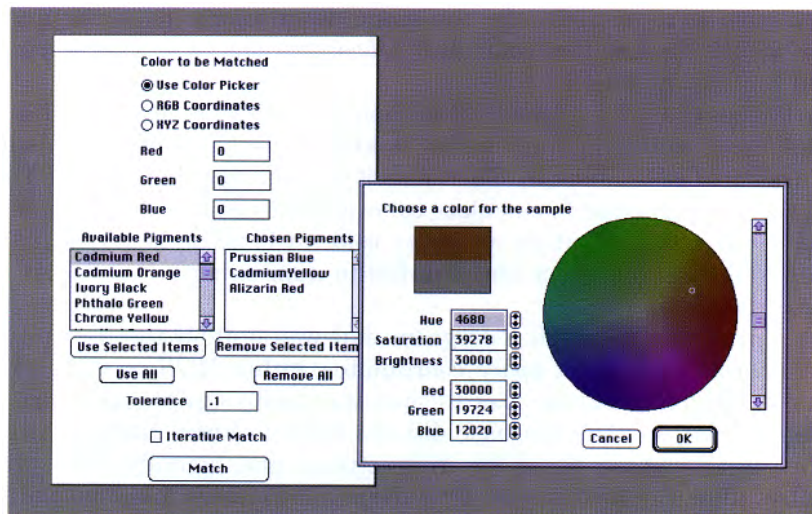 Color to be Matched
Use Color Picker
RGB Coordinates
XYZ Coordinates
Red 0
Green 0
Blue 0
Available Pigments
Cadmium Red
Cadmium Orange
Ivory Black
Phthalo Green
Chrome Yellow
Chosen Pigments
Prussian Blue
CadmiumYellow
Alizarin Red
Use Selected Items
Remove Selected Item
Use All
Remove All
Tolerance .1
Iterative Match
Match
Choose a color for the sample
Hue 4680
Saturation 39278
Brightness 30000
Red 30000
Green 19724
Blue 12020
Cancel
OK